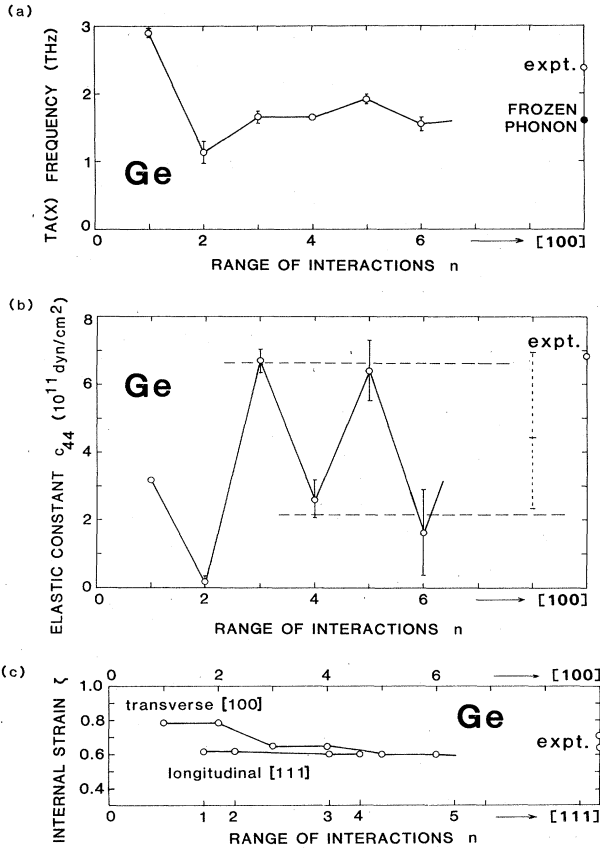 (a)
TA(X) FREQUENCY (THz)
3
2
1
0
expt.
FROZEN
PHONON
Ge
0 2 4 6 → [100]
RANGE OF INTERACTIONS n
(b)
ELASTIC CONSTANT c44 (10^11 dyn/cm^2)
8
6
4
2
0
expt.
Ge
0 2 4 6 → [100]
RANGE OF INTERACTIONS n
(c)
0 2 4 6 → [100]
INTERNAL STRAIN ζ
1.0
0.8
0.6
0.4
transverse [100]
Ge
expt.
longitudinal [111]
1 2 3 4 5 → [111]
RANGE OF INTERACTIONS n